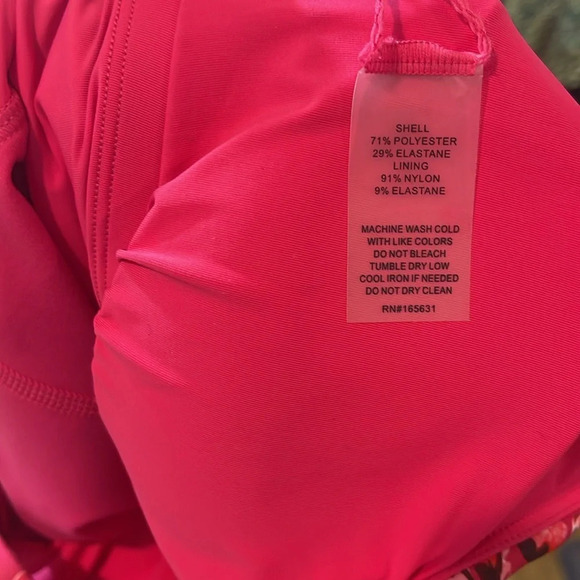 SHELL
71% POLYESTER
29% ELASTANE
LINING
91% NYLON
9% ELASTANE
MACHINE WASH COLD
WITH LIKE COLORS
DO NOT BLEACH
TUMBLE DRY LOW
COOL IRON IF NEEDED
DO NOT DRY CLEAN
RN#165631